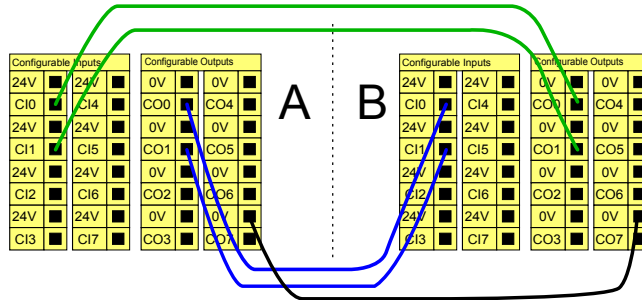 Configurable Inputs
24V 24V
CI0 CI4
24V 24V
CI1 CI5
24V 24V
CI2 CI6
24V 24V
CI3 CI7
Configurable Outputs
0V 0V
CO0 CO4
0V 0V
CO1 CO5
0V 0V
CO2 CO6
0V 0V
CO3 CO7
A
B
Configurable Inputs
24V 24V
CI0 CI4
24V 24V
CI1 CI5
24V 24V
CI2 CI6
24V 24V
CI3 CI7
Configurable Outputs
0V 0V
CO0 CO4
0V 0V
CO1 CO5
0V 0V
CO2 CO6
0V 0V
CO3 CO7